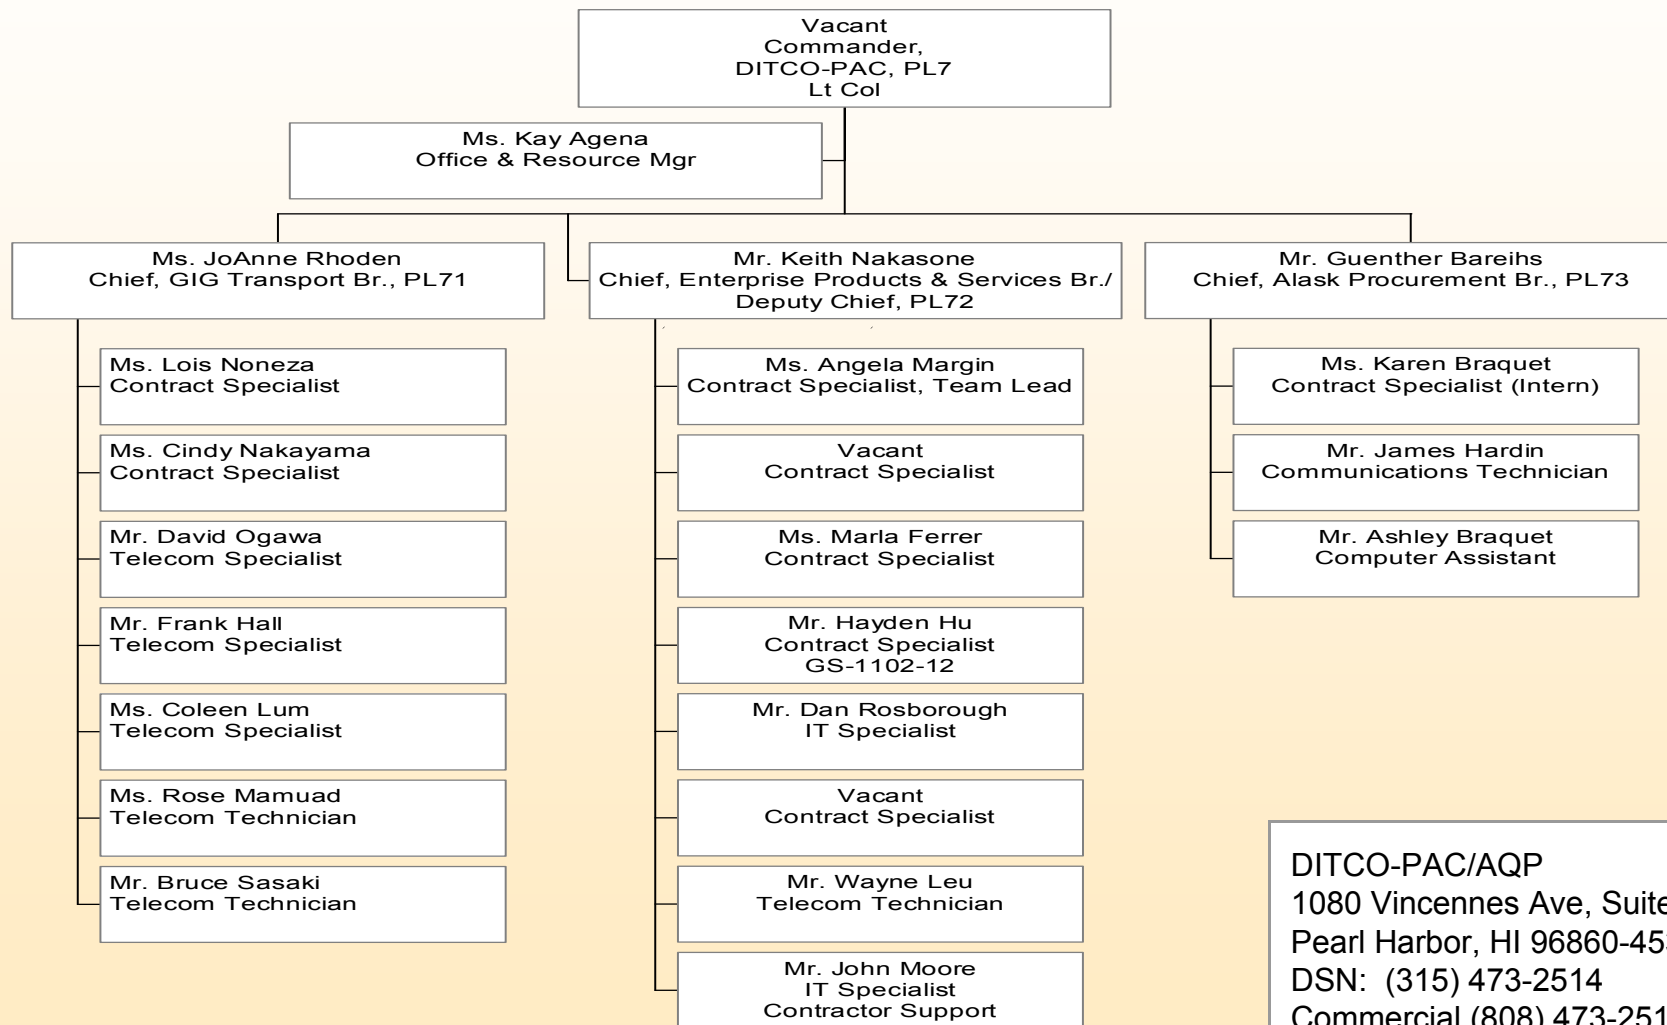 Vacant
Commander,
DITCO-PAC, PL7
Lt Col
Ms. Kay Agena
Office & Resource Mgr
Ms. JoAnne Rhoden
Chief, GIG Transport Br., PL71
Ms. Lois Noneza
Contract Specialist
Ms. Cindy Nakayama
Contract Specialist
Mr. David Ogawa
Telecom Specialist
Mr. Frank Hall
Telecom Specialist
Ms. Coleen Lum
Telecom Specialist
Ms. Rose Mamuad
Telecom Technician
Mr. Bruce Sasaki
Telecom Technician
Mr. Keith Nakasone
Chief, Enterprise Products & Services Br./
Deputy Chief, PL72
Ms. Angela Margin
Contract Specialist, Team Lead
Vacant
Contract Specialist
Ms. Marla Ferrer
Contract Specialist
Mr. Hayden Hu
Contract Specialist
GS-1102-12
Mr. Dan Rosborough
IT Specialist
Vacant
Contract Specialist
Mr. Wayne Leu
Telecom Technician
Mr. John Moore
IT Specialist
Contractor Support
Mr. Guenther Bareihs
Chief, Alask Procurement Br., PL73
Ms. Karen Braquet
Contract Specialist (Intern)
Mr. James Hardin
Communications Technician
Mr. Ashley Braquet
Computer Assistant
DITCO-PAC/AQP
1080 Vincennes Ave, Suite
Pearl Harbor, HI
DSN: (315) 473-2514
Commercial (808)